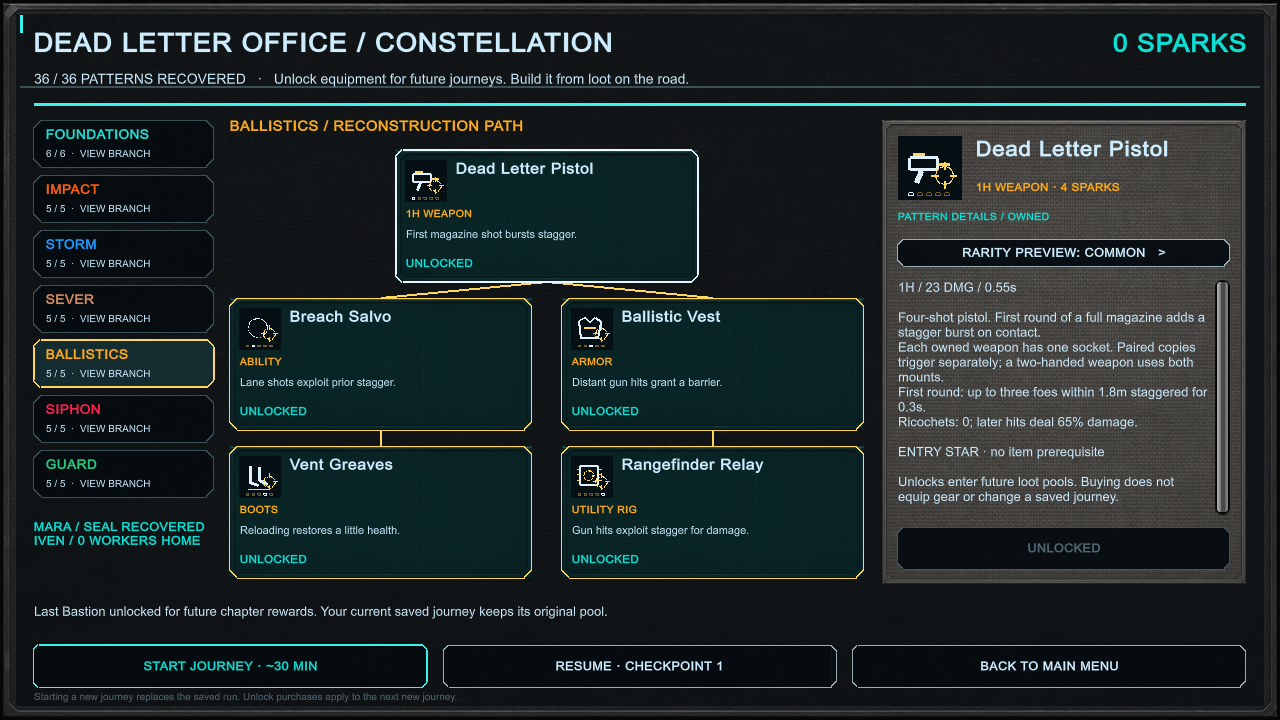 DEAD LETTER OFFICE / CONSTELLATION
0 SPARKS
36 / 36 PATTERNS RECOVERED · Unlock equipment for future journeys. Build it from loot on the road.
FOUNDATIONS
6 / 6 · VIEW BRANCH
IMPACT
5 / 5 · VIEW BRANCH
STORM
5 / 5 · VIEW BRANCH
SEVER
5 / 5 · VIEW BRANCH
BALLISTICS
5 / 5 · VIEW BRANCH
SIPHON
5 / 5 · VIEW BRANCH
GUARD
5 / 5 · VIEW BRANCH
MARA / SEAL RECOVERED
IVEN / 0 WORKERS HOME
BALLISTICS / RECONSTRUCTION PATH
Dead Letter Pistol
1H WEAPON
First magazine shot bursts stagger.
UNLOCKED
Breach Salvo
ABILITY
Lane shots exploit prior stagger.
UNLOCKED
Ballistic Vest
ARMOR
Distant gun hits grant a barrier.
UNLOCKED
Vent Greaves
BOOTS
Reloading restores a little health.
UNLOCKED
Rangefinder Relay
UTILITY RIG
Gun hits exploit stagger for damage.
UNLOCKED
Dead Letter Pistol
1H WEAPON · 4 SPARKS
PATTERN DETAILS / OWNED
RARITY PREVIEW: COMMON >
1H / 23 DMG / 0.55s
Four-shot pistol. First round of a full magazine adds a
stagger burst on contact.
Each owned weapon has one socket. Paired copies
trigger separately; a two-handed weapon uses both
mounts.
First round: up to three foes within 1.8m staggered for
0.3s.
Ricochets: 0; later hits deal 65% damage.
ENTRY STAR · no item prerequisite
Unlocks enter future loot pools. Buying does not
equip gear or change a saved journey.
UNLOCKED
Last Bastion unlocked for future chapter rewards. Your current saved journey keeps its original pool.
START JOURNEY · ~30 MIN
RESUME · CHECKPOINT 1
BACK TO MAIN MENU
Starting a new journey replaces the saved run. Unlock purchases apply to the next new journey.